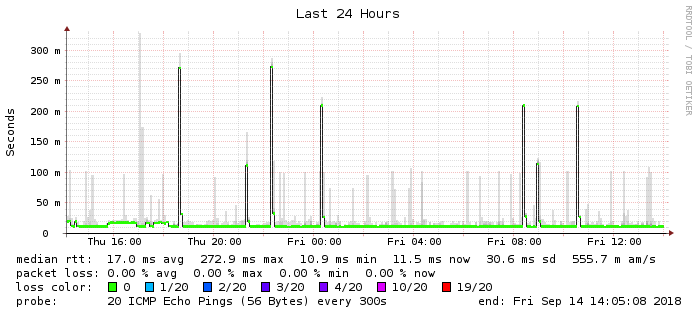 Last 24 Hours
RRDTOOL / TOBI OETIKER
Seconds
300 m
250 m
200 m
150 m
100 m
50 m
0
Thu 16:00 Thu 20:00 Fri 00:00 Fri 04:00 Fri 08:00 Fri 12:00
median rtt: 17.0 ms avg 272.9 ms max 10.9 ms min 11.5 ms now 30.6 ms sd 555.7 m am/s
packet loss: 0.00 % avg 0.00 % max 0.00 % min 0.00 % now
loss color: 0 1/20 2/20 3/20 4/20 10/20 19/20
probe: 20 ICMP Echo Pings (56 Bytes) every 300s end: Fri Sep 14 14:05:08 2018